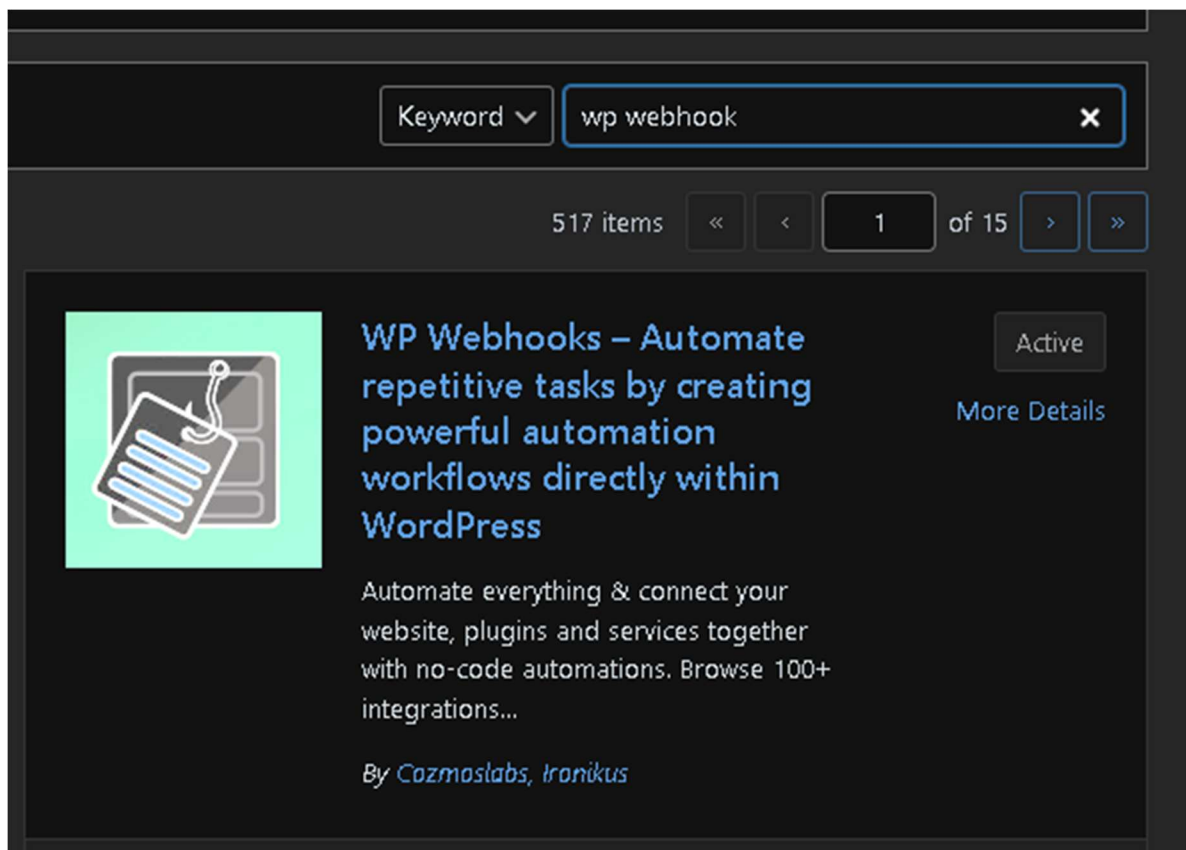 Keyword
wp webhook
517 items « ‹ 1 of 15 › »
WP Webhooks – Automate
repetitive tasks by creating
powerful automation
workflows directly within
WordPress
Active
More Details
Automate everything & connect your
website, plugins and services together
with no-code automations. Browse 100+
integrations...
By Cozmoslabs, Ironikus